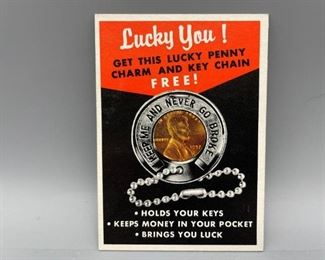 Lucky You!
GET THIS LUCKY PENNY
CHARM AND KEY CHAIN
FREE!
KEEP ME AND NEVER GO BROKE
LIBERTY
• HOLDS YOUR KEYS
• KEEPS MONEY IN YOUR POCKET
• BRINGS YOU LUCK